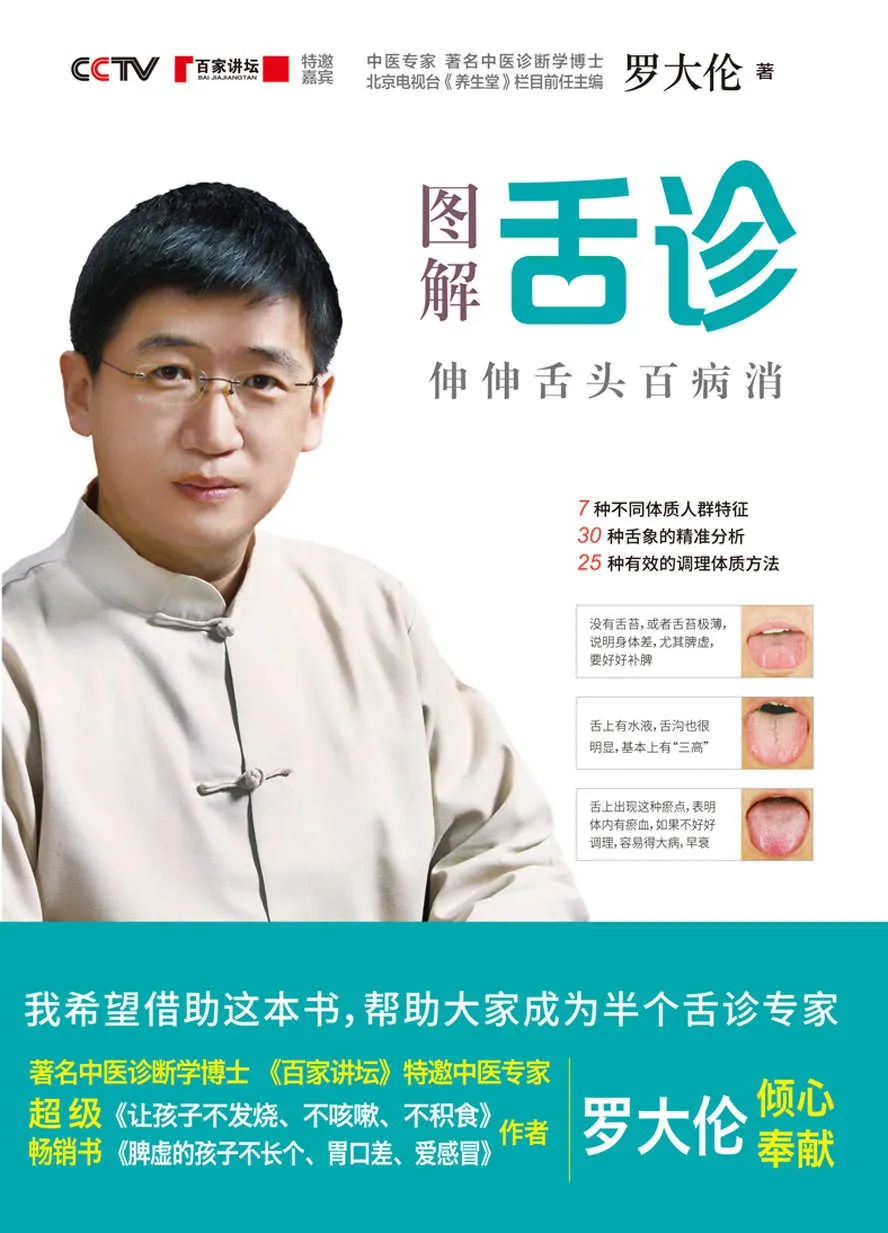 CCTV
百家讲坛
BAI JIA JIANG TAN
特邀
嘉宾
中医专家 著名中医诊断学博士
北京电视台《养生堂》栏目前任主编
罗大伦 著
图解
舌诊
伸伸舌头百病消
7 种不同体质人群特征
30 种舌象的精准分析
25 种有效的调理体质方法
没有舌苔，或者舌苔极薄，
说明身体差，尤其脾虚，
要好好补脾
舌上有水液，舌沟也很
明显，基本上有“三高”
舌上出现这种瘀点，表明
体内有瘀血，如果不好好
调理，容易得大病，早衰
我希望借助这本书，帮助大家成为半个舌诊专家
著名中医诊断学博士 《百家讲坛》特邀中医专家
超级
畅销书
《让孩子不发烧、不咳嗽、不积食》
《脾虚的孩子不长个、胃口差、爱感冒》
作者
罗大伦
倾心
奉献